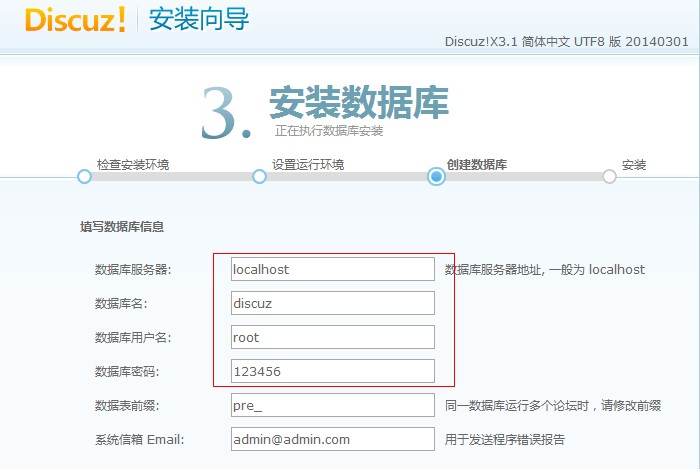 Discuz! 安装向导
Discuz!X3.1 简体中文 UTF8 版 20140301
3. 安装数据库
正在执行数据库安装
检查安装环境 设置运行环境 创建数据库 安装
填写数据库信息
数据库服务器: localhost 数据库服务器地址, 一般为 localhost
数据库名: discuz
数据库用户名: root
数据库密码: 123456
数据表前缀: pre_ 同一数据库运行多个论坛时，请修改前缀
系统信箱 Email: admin@admin.com 用于发送程序错误报告